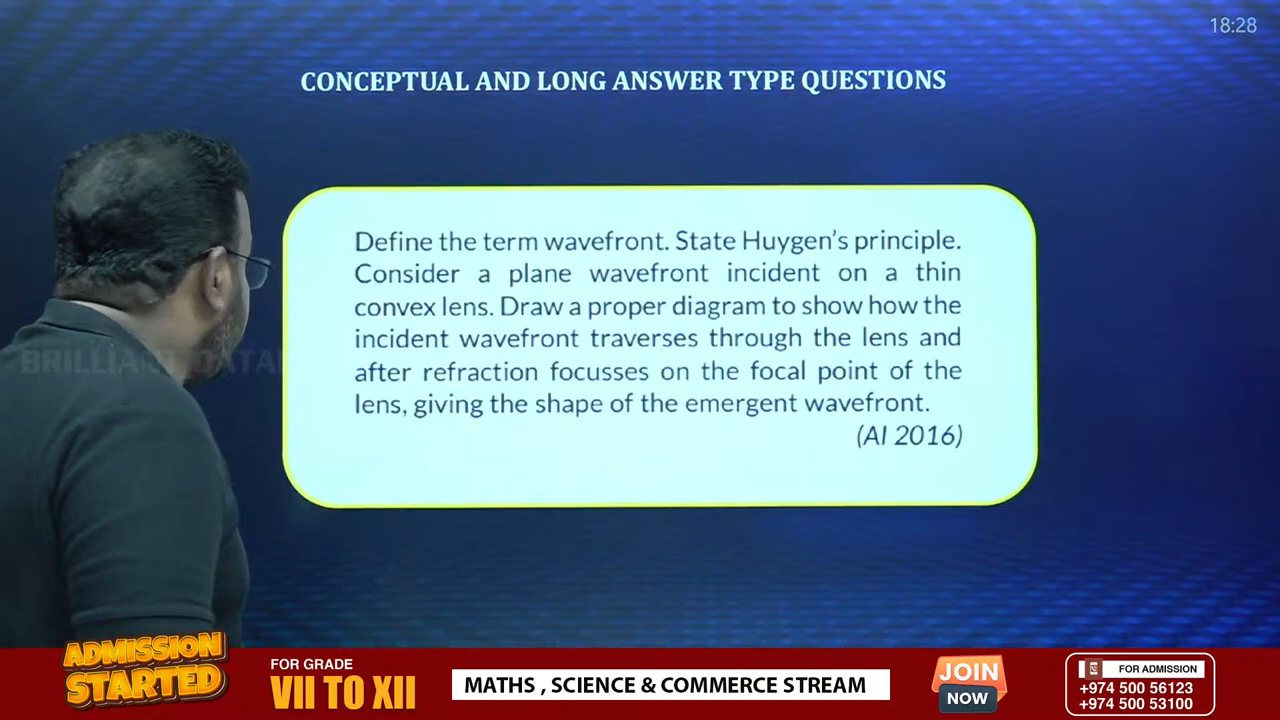 18:28
CONCEPTUAL AND LONG ANSWER TYPE QUESTIONS
Define the term wavefront. State Huygen's principle.
Consider a plane wavefront incident on a thin
convex lens. Draw a proper diagram to show how the
incident wavefront traverses through the lens and
after refraction focusses on the focal point of the
lens, giving the shape of the emergent wavefront.
(AI 2016)
ADMISSION
STARTED
FOR GRADE
VII TO XII
MATHS , SCIENCE & COMMERCE STREAM
JOIN
NOW
FOR ADMISSION
+974 500 56123
+974 500 53100